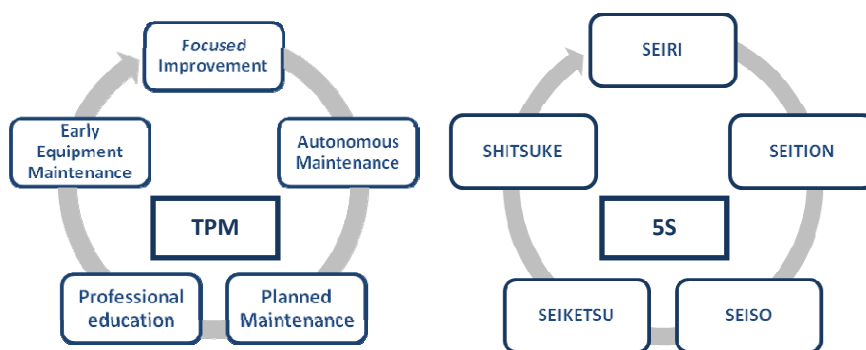 Focused
Improvement
Autonomous
Maintenance
Planned
Maintenance
Professional
education
Early
Equipment
Maintenance
TPM
SEIRI
SEITION
SEISO
SEIKETSU
SHITSUKE
5S